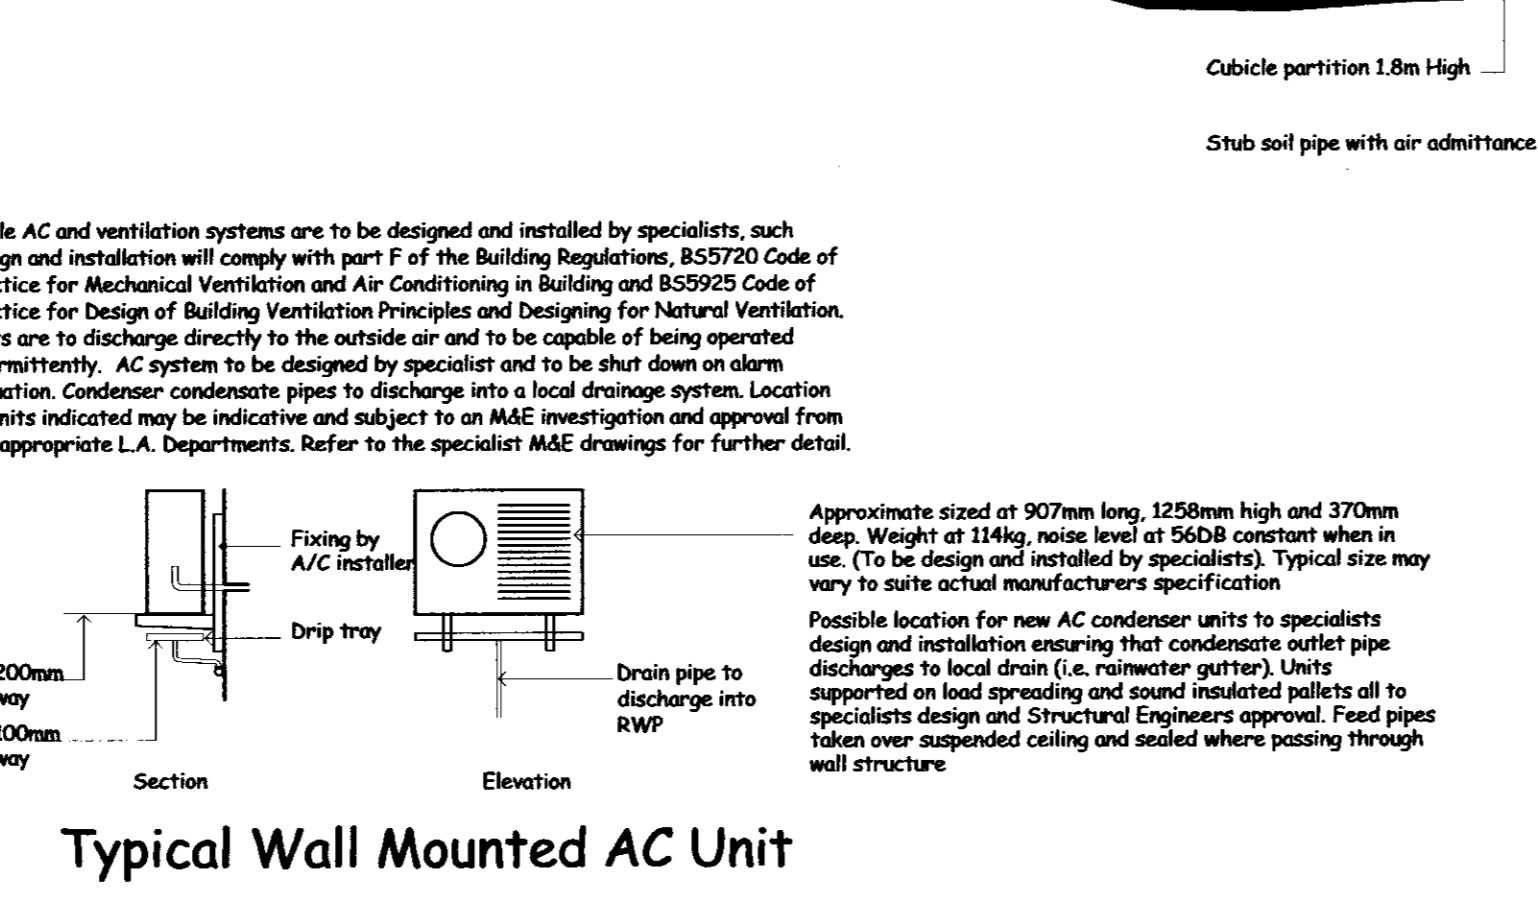 Cubicle partition 1.8m High
Stub soil pipe with air admittance
le AC and ventilation systems are to be designed and installed by specialists, such
gn and installation will comply with part F of the Building Regulations, BS5720 Code of
ctice for Mechanical Ventilation and Air Conditioning in Building and BS5925 Code of
ctice for Design of Building Ventilation Principles and Designing for Natural Ventilation.
s are to discharge directly to the outside air and to be capable of being operated
rmittently. AC system to be designed by specialist and to be shut down on alarm
ation. Condenser condensate pipes to discharge into a local drainage system. Location
nits indicated may be indicative and subject to an M&E investigation and approval from
appropriate L.A. Departments. Refer to the specialist M&E drawings for further detail.
Fixing by
A/C installer
Drip tray
200mm
way
00mm
way
Section
Drain pipe to
discharge into
RWP
Elevation
Approximate sized at 907mm long, 1258mm high and 370mm
deep. Weight at 114kg, noise level at 56DB constant when in
use. (To be design and installed by specialists). Typical size may
vary to suite actual manufacturers specification
Possible location for new AC condenser units to specialists
design and installation ensuring that condensate outlet pipe
discharges to local drain (i.e. rainwater gutter). Units
supported on load spreading and sound insulated pallets all to
specialists design and Structural Engineers approval. Feed pipes
taken over suspended ceiling and sealed where passing through
wall structure
Typical Wall Mounted AC Unit